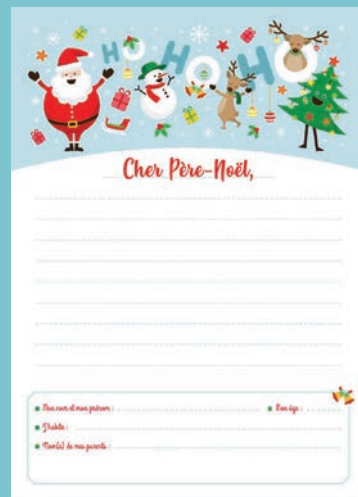 HO HO HO
Cher Père-Noël,
Mon nom et mon prénom : Mon âge :
J'habite :
Nom(s) de mes parents :